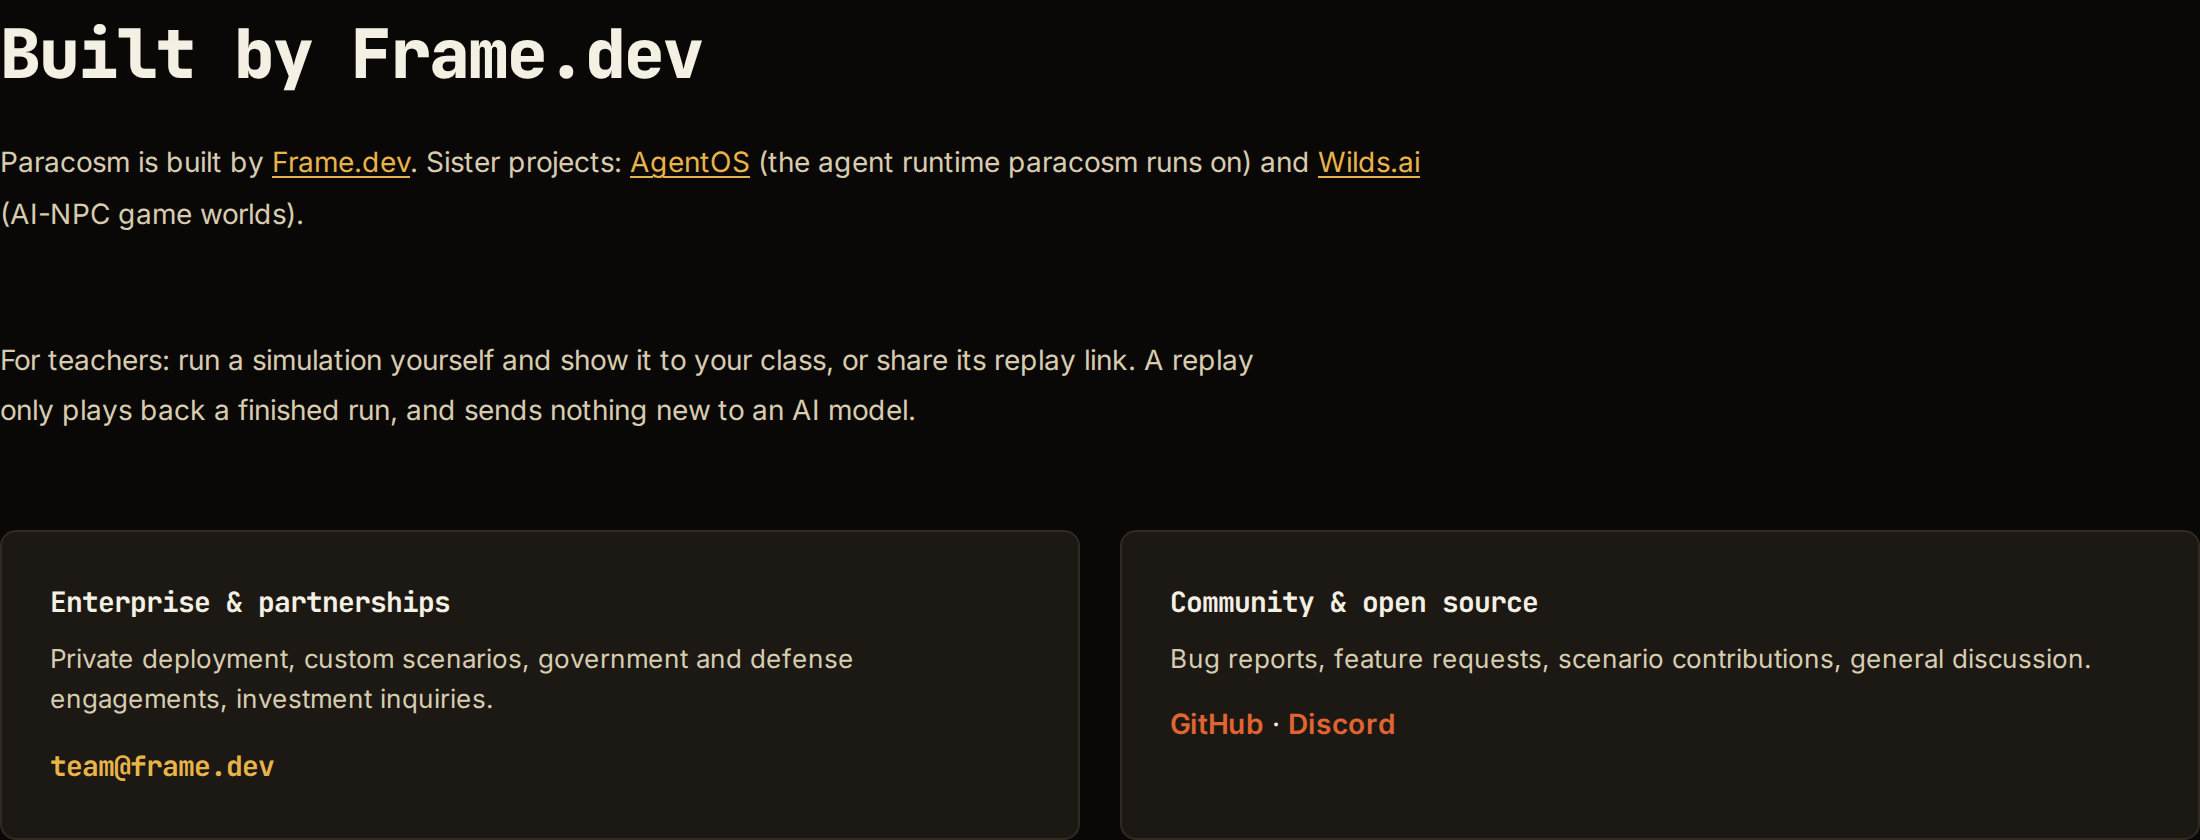 Built by Frame.dev
Paracosm is built by Frame.dev. Sister projects: AgentOS (the agent runtime paracosm runs on) and Wilds.ai
(AI-NPC game worlds).
For teachers: run a simulation yourself and show it to your class, or share its replay link. A replay
only plays back a finished run, and sends nothing new to an AI model.
Enterprise & partnerships
Private deployment, custom scenarios, government and defense
engagements, investment inquiries.
team@frame.dev
Community & open source
Bug reports, feature requests, scenario contributions, general discussion.
GitHub · Discord